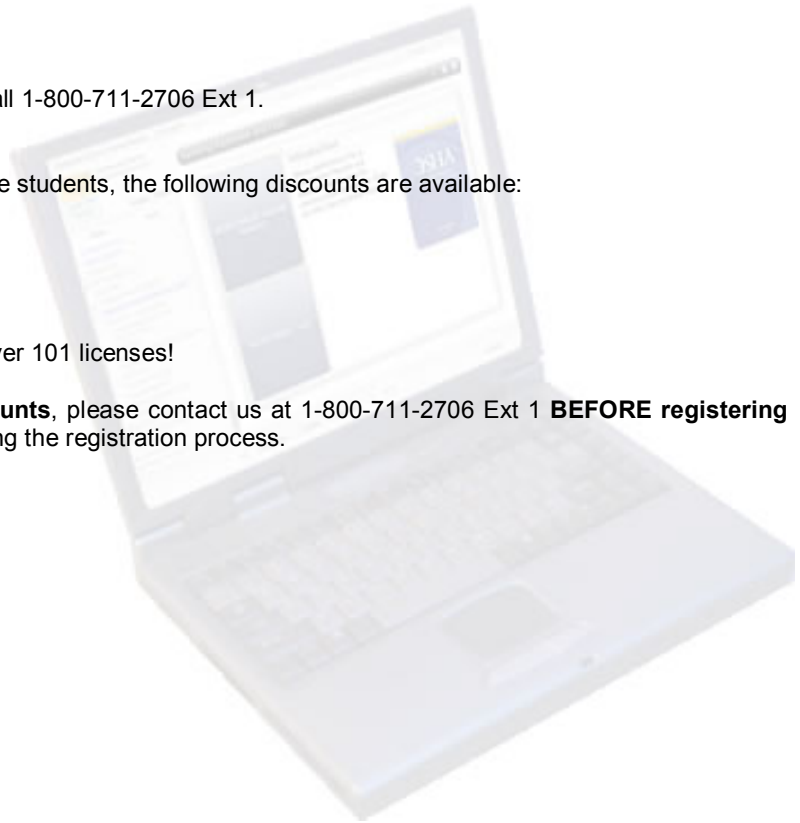 all 1-800-711-2706 Ext 1.
e students, the following discounts are available:
ver 101 licenses!
unts, please contact us at 1-800-711-2706 Ext 1 BEFORE registering
ng the registration process.